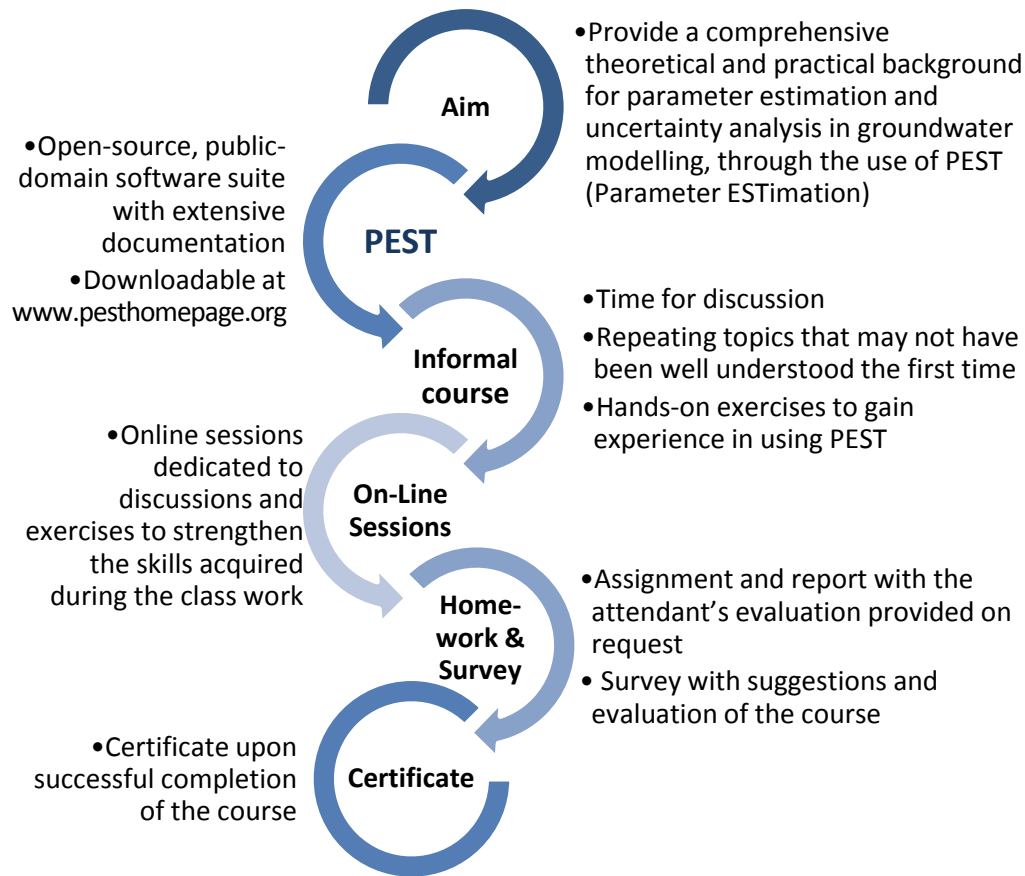 Aim
•Provide a comprehensive
theoretical and practical background
for parameter estimation and
uncertainty analysis in groundwater
modelling, through the use of PEST
(Parameter ESTimation)
PEST
•Open-source, public-
domain software suite
with extensive
documentation
•Downloadable at
www.pesthomepage.org
Informal
course
•Time for discussion
•Repeating topics that may not have
been well understood the first time
•Hands-on exercises to gain
experience in using PEST
On-Line
Sessions
•Online sessions
dedicated to
discussions and
exercises to strengthen
the skills acquired
during the class work
Home-
work &
Survey
•Assignment and report with the
attendant’s evaluation provided on
request
• Survey with suggestions and
evaluation of the course
Certificate
•Certificate upon
successful completion
of the course